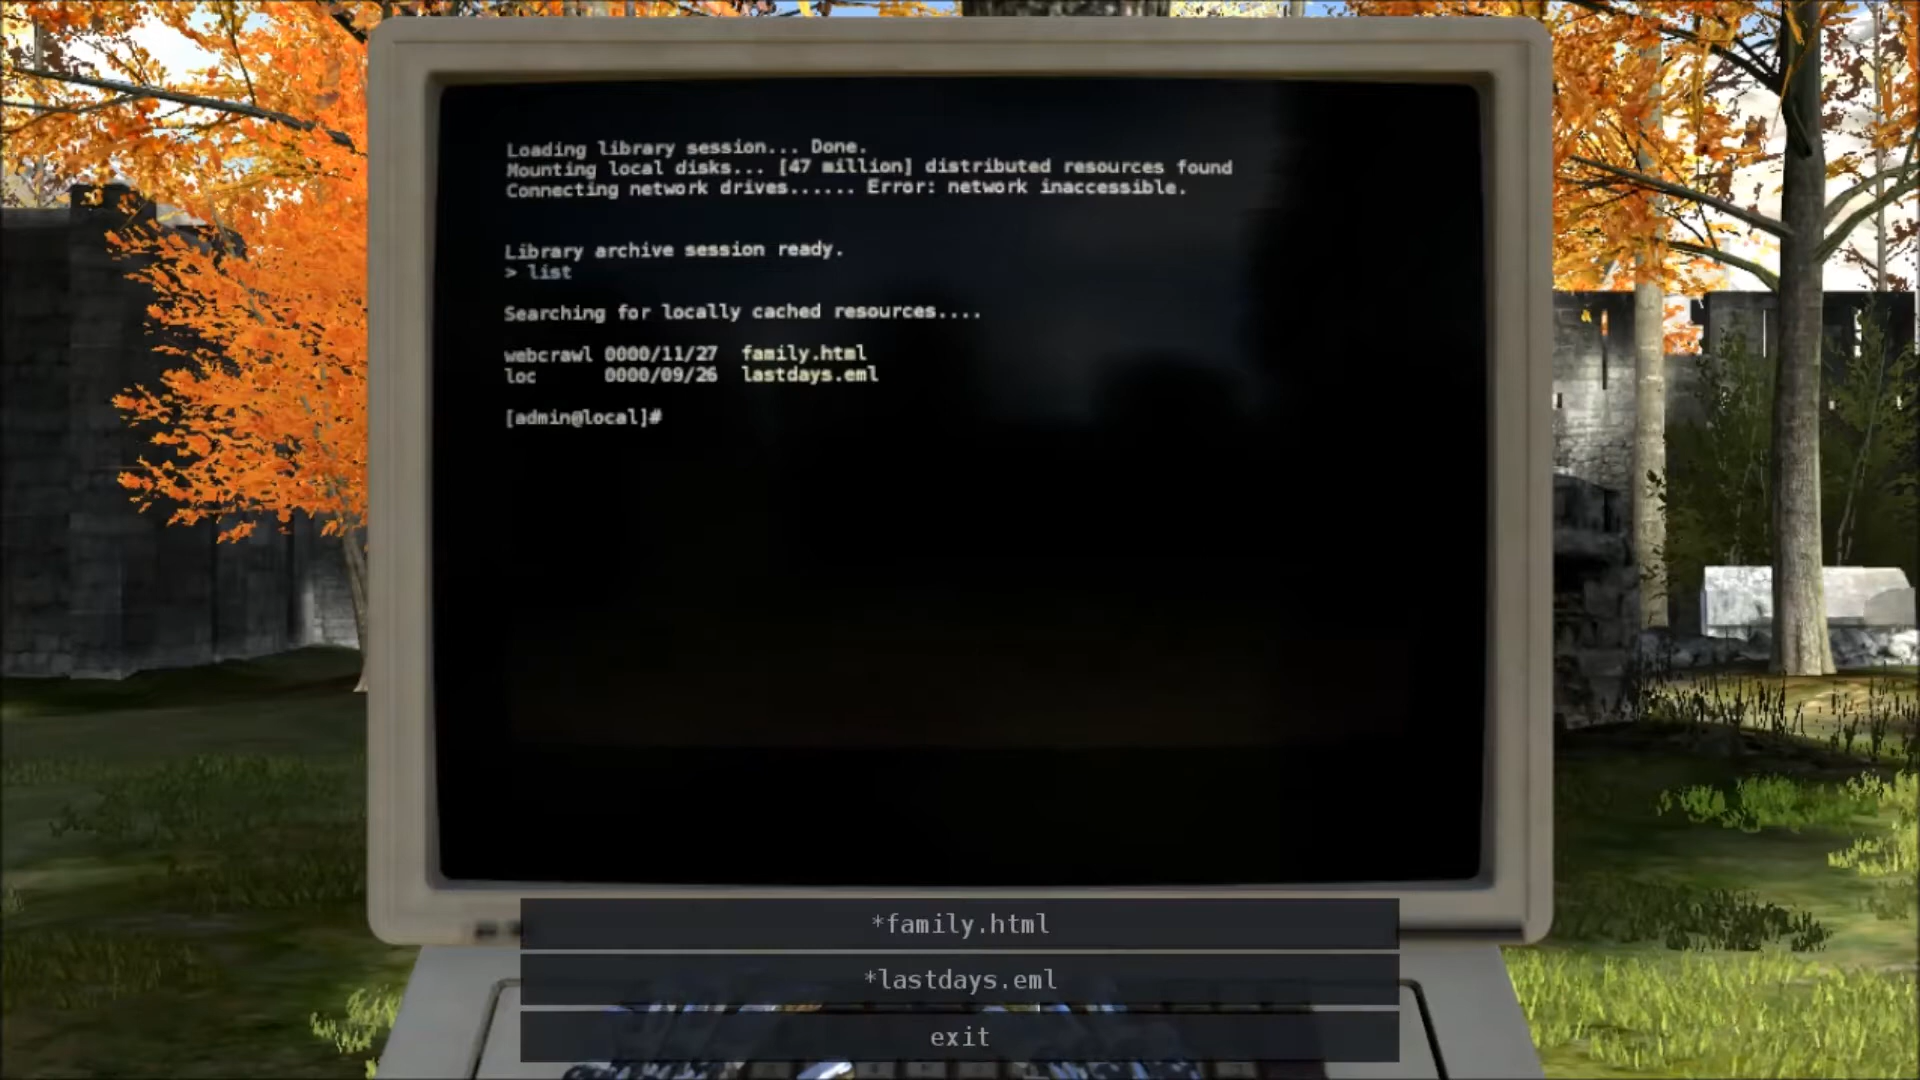 Loading library session... Done.
Mounting local disks... [47 million] distributed resources found
Connecting network drives...... Error: network inaccessible.
Library archive session ready.
> list
Searching for locally cached resources....
webcrawl 0000/11/27 family.html
loc 0000/09/26 lastdays.eml
[admin@local]#
*family.html
*lastdays.eml
exit